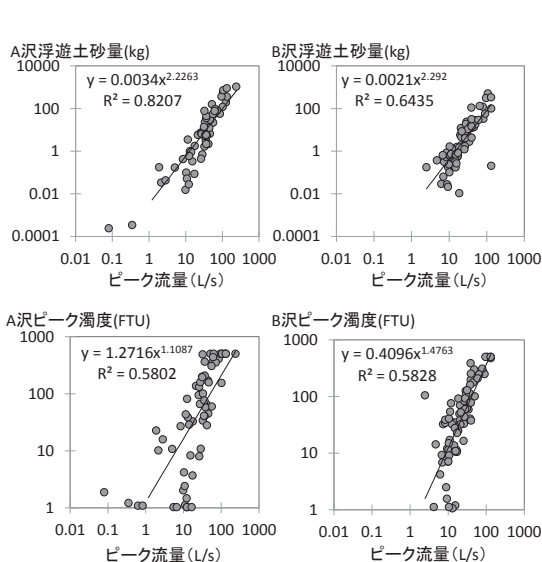 A沢浮遊土砂量(kg)
10000
100
1
0.01
0.0001
y = 0.0034x^2.2263
R² = 0.8207
0.01 0.1 1 10 100 1000
ピーク流量（L/s）
B沢浮遊土砂量(kg)
10000
100
1
0.01
0.0001
y = 0.0021x^2.292
R² = 0.6435
0.01 0.1 1 10 100 1000
ピーク流量（L/s）
A沢ピーク濁度(FTU)
1000
100
10
1
y = 1.2716x^1.1087
R² = 0.5802
0.01 0.1 1 10 100 1000
ピーク流量（L/s）
B沢ピーク濁度(FTU)
1000
100
10
1
y = 0.4096x^1.4763
R² = 0.5828
0.01 0.1 1 10 100 1000
ピーク流量（L/s）